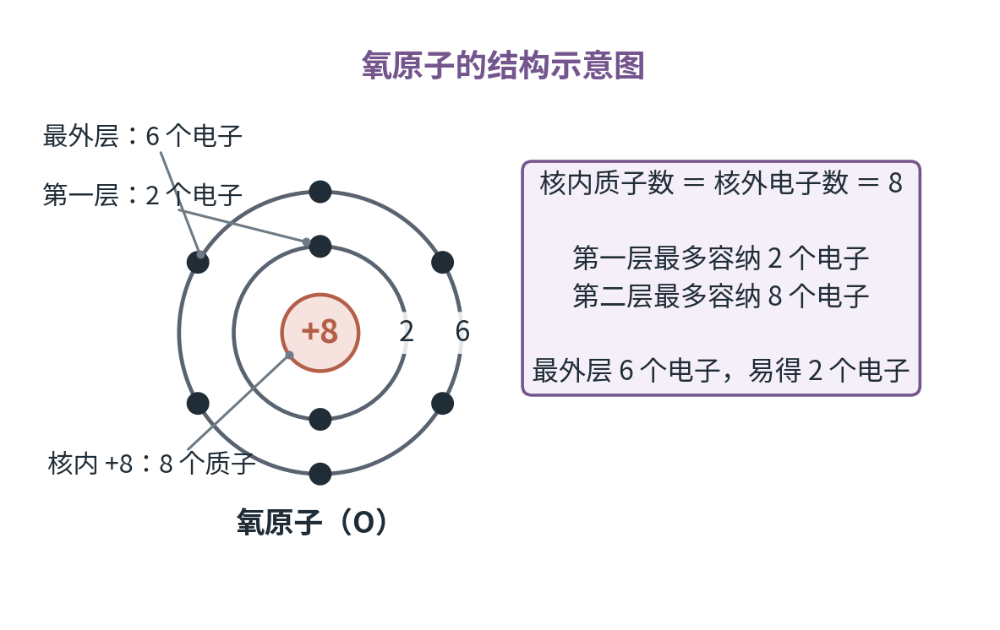 氧原子的结构示意图
最外层：6 个电子
第一层：2 个电子
+8
2
6
核内 +8：8 个质子
氧原子（O）
核内质子数 ＝ 核外电子数 ＝ 8
第一层最多容纳 2 个电子
第二层最多容纳 8 个电子
最外层 6 个电子，易得 2 个电子